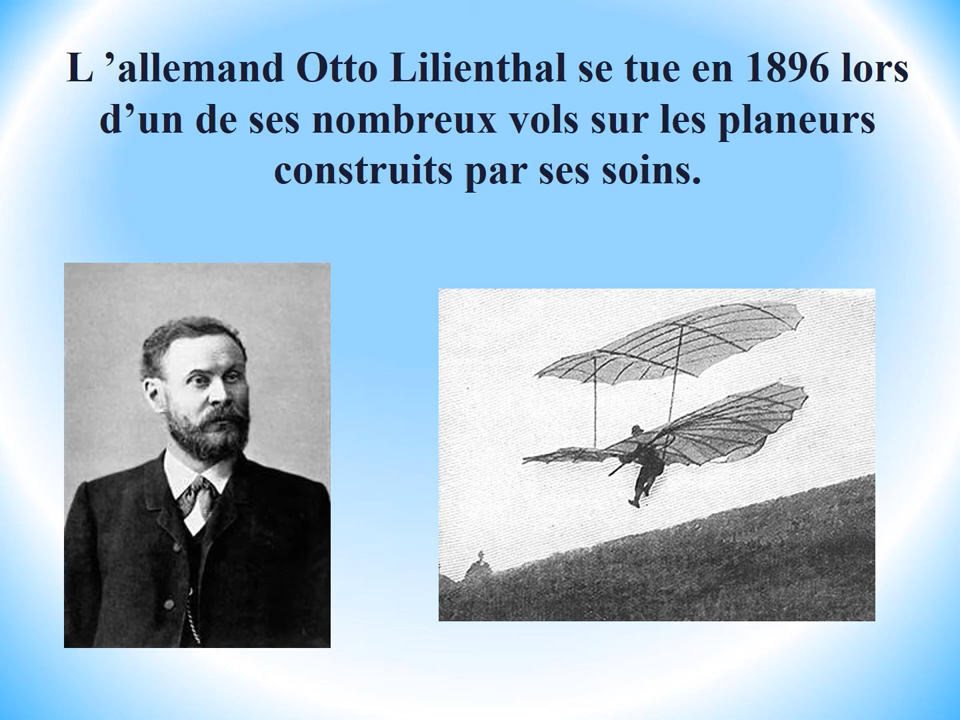 L ’allemand Otto Lilienthal se tue en 1896 lors
d’un de ses nombreux vols sur les planeurs
construits par ses soins.